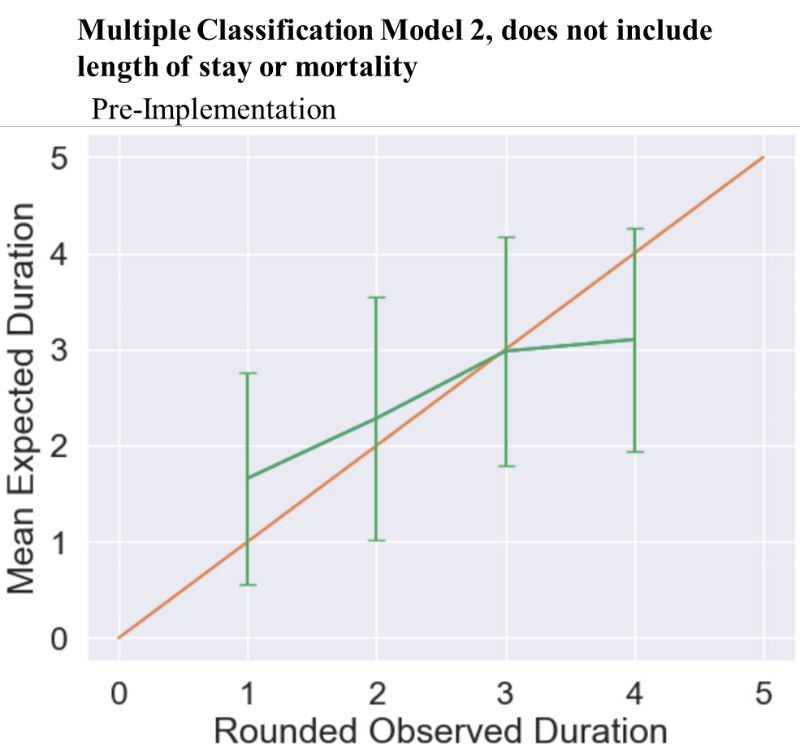 Multiple Classification Model 2, does not include
length of stay or mortality
Pre-Implementation
5
4
3
2
1
0
Mean Expected Duration
0 1 2 3 4 5
Rounded Observed Duration